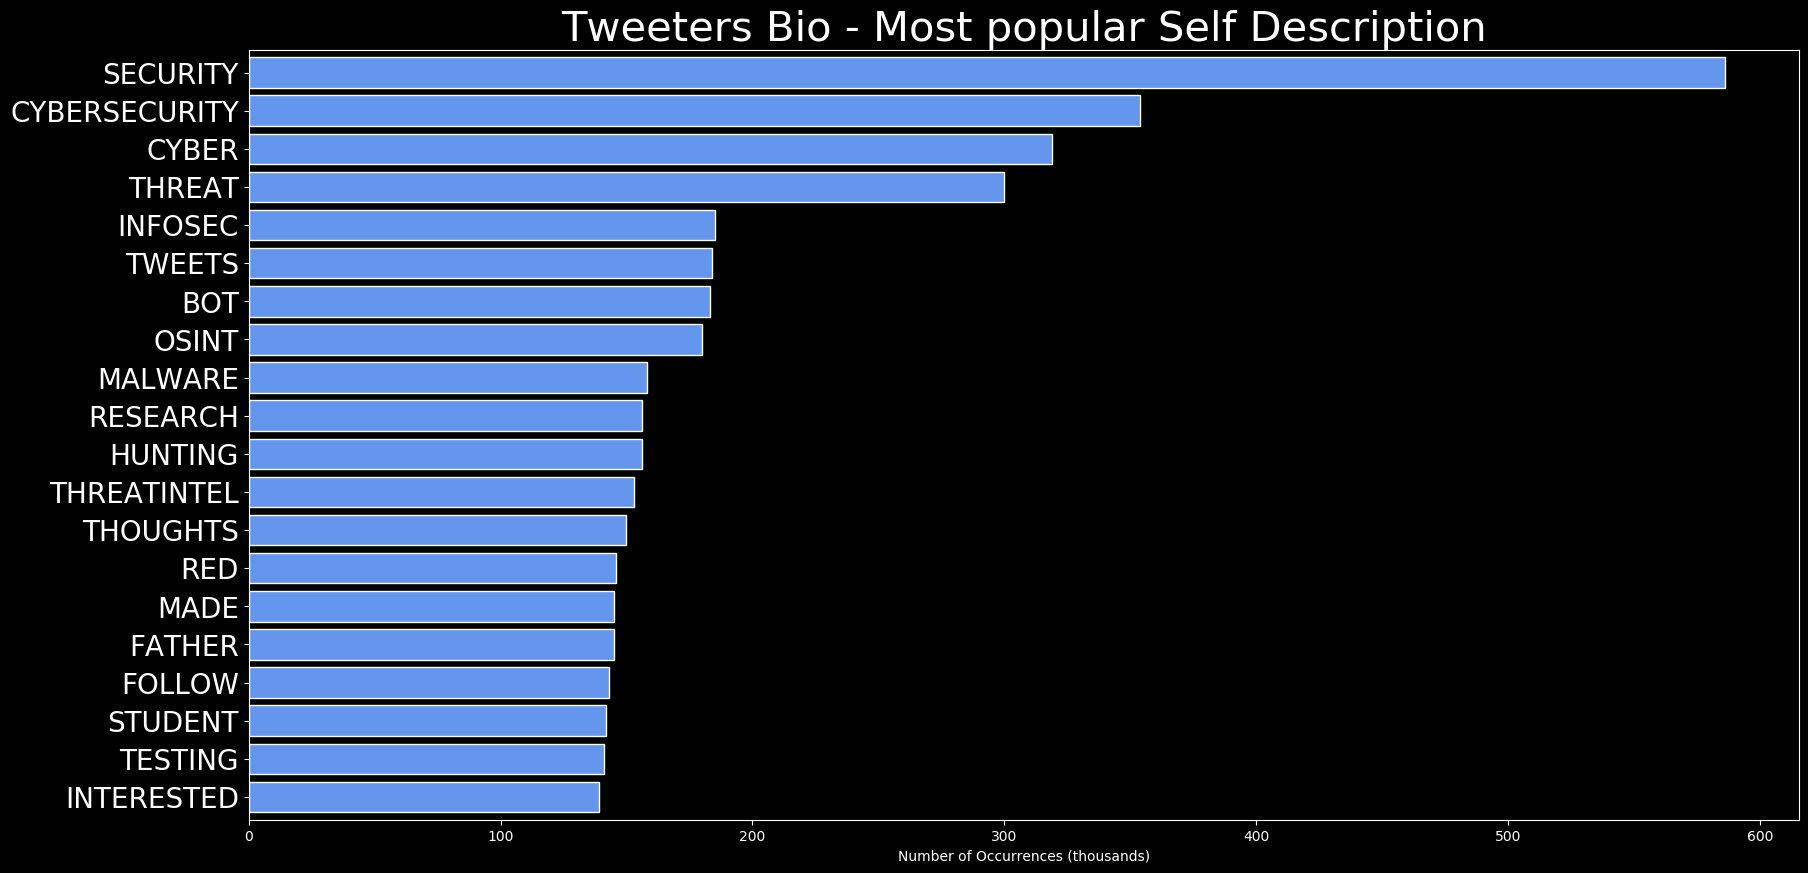 Tweeters Bio - Most popular Self Description
SECURITY
CYBERSECURITY
CYBER
THREAT
INFOSEC
TWEETS
BOT
OSINT
MALWARE
RESEARCH
HUNTING
THREATINTEL
THOUGHTS
RED
MADE
FATHER
FOLLOW
STUDENT
TESTING
INTERESTED
0 100 200 300 400 500 600
Number of Occurrences (thousands)